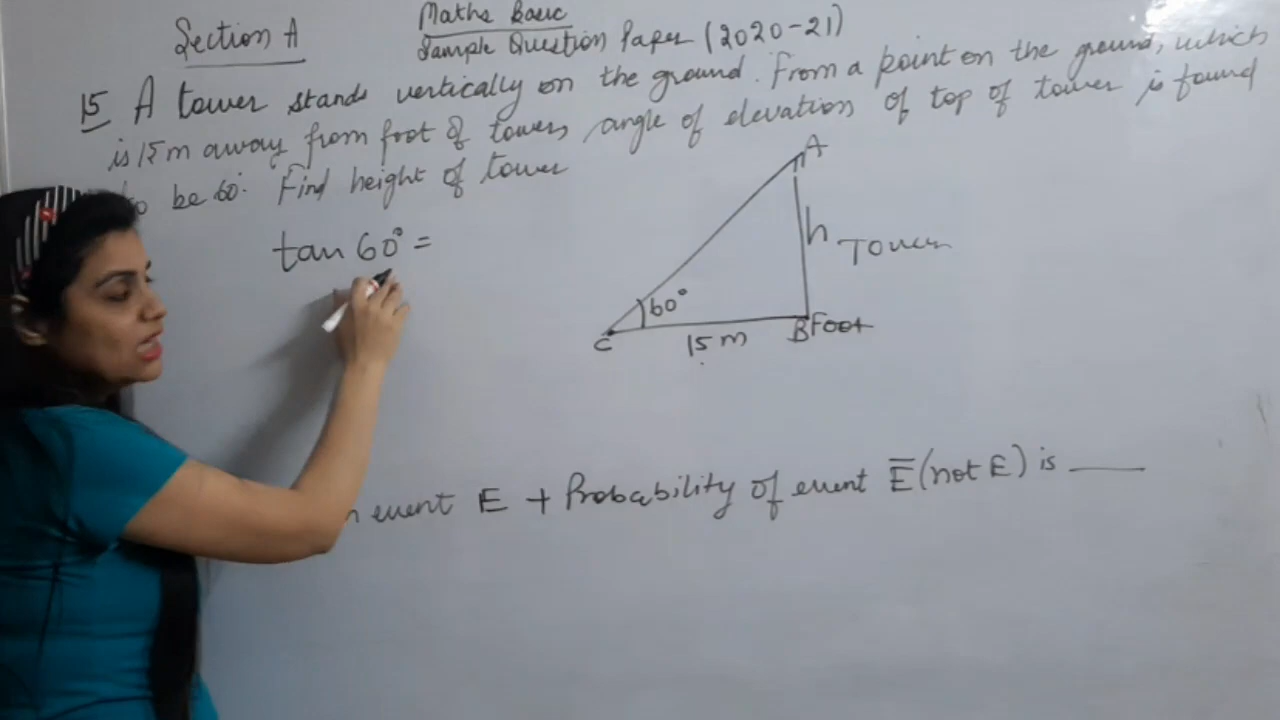 Section A
Maths Basic
Sample Question Paper (2020-21)
15 A tower stands vertically on the ground. From a point on the ground, which
is 15m away from foot of tower, angle of elevation of top of tower is found
to be 60°. Find height of tower
tan 60° =
A
h
Tower
60°
C
15 m
B Foot
event E + Probability of event E̅ (not E) is ____